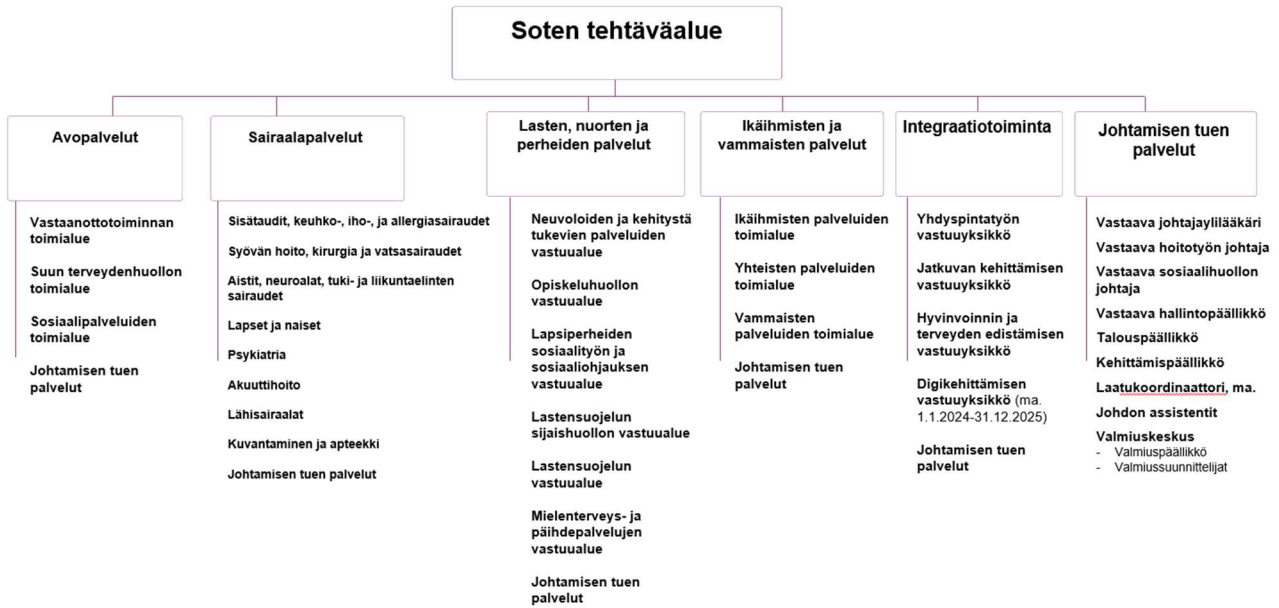 Soten tehtäväalue
Avopalvelut
Vastaanottotoiminnan
toimialue
Suun terveydenhuollon
toimialue
Sosiaalipalveluiden
toimialue
Johtamisen tuen
palvelut
Sairaalapalvelut
Sisätaudit, keuhko-, iho-, ja allergiasairaudet
Syövän hoito, kirurgia ja vatsasairaudet
Aistit, neuroalat, tuki- ja liikuntaelinten
sairaudet
Lapset ja naiset
Psykiatria
Akuuttihoito
Lähisairaalat
Kuvantaminen ja apteekki
Johtamisen tuen palvelut
Lasten, nuorten ja
perheiden palvelut
Neuvoloiden ja kehitystä
tukevien palveluiden
vastuualue
Opiskeluhuollon
vastuualue
Lapsiperheiden
sosiaalityön ja
sosiaaliohjauksen
vastuualue
Lastensuojelun
sijaishuollon vastuualue
Lastensuojelun
vastuualue
Mielenterveys- ja
päihdepalvelujen
vastuualue
Johtamisen tuen
palvelut
Ikäihmisten ja
vammaisten palvelut
Ikäihmisten palveluiden
toimialue
Yhteisten palveluiden
toimialue
Vammaisten
palveluiden toimialue
Johtamisen tuen
palvelut
Integraatiotoiminta
Yhdyspintatyön
vastuuyksikkö
Jatkuvan kehittämisen
vastuuyksikkö
Hyvinvoinnin ja
terveyden edistämisen
vastuuyksikkö
Digikehittämisen
vastuuyksikkö (ma.
1.1.2024-31.12.2025)
Johtamisen tuen
palvelut
Johtamisen tuen
palvelut
Vastaava johtajaylilääkäri
Vastaava hoitotyön johtaja
Vastaava sosiaalihuollon
johtaja
Vastaava hallintopäällikkö
Talouspäällikkö
Kehittämispäällikkö
Laatukoordinaattori, ma.
Johdon assistentit
Valmiuskeskus
- Valmiuspäällikkö
- Valmiussuunnittelijat